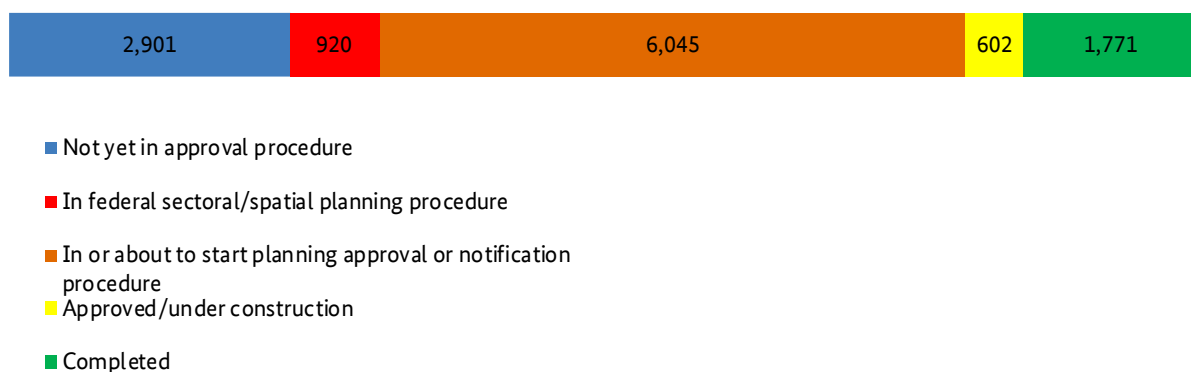 2,901 920 6,045 602 1,771
Not yet in approval procedure
In federal sectoral/spatial planning procedure
In or about to start planning approval or notification
procedure
Approved/under construction
Completed